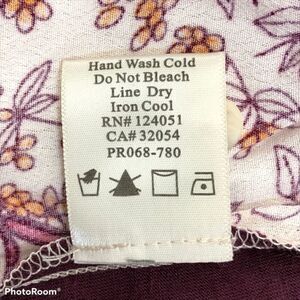 Hand Wash Cold
Do Not Bleach
Line Dry
Iron Cool
RN# 124051
CA# 32054
PR068-780
PhotoRoom